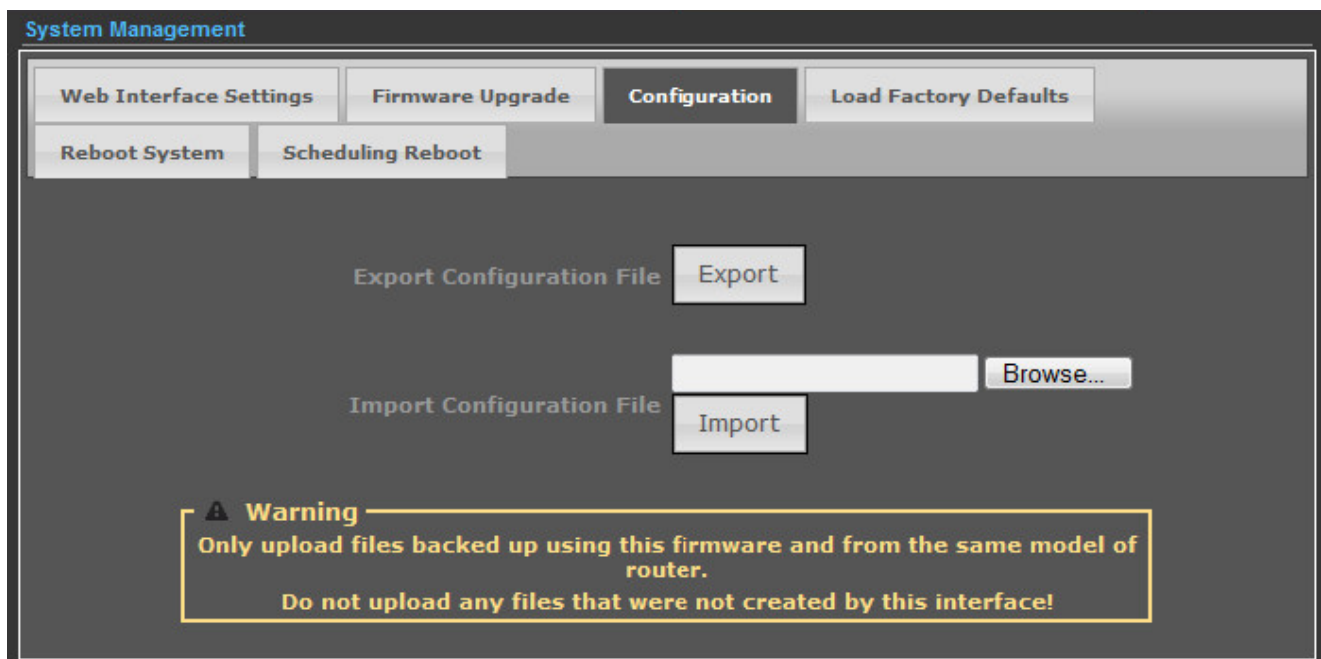 System Management
Web Interface Settings
Firmware Upgrade
Configuration
Load Factory Defaults
Reboot System
Scheduling Reboot
Export Configuration File
Export
Browse...
Import Configuration File
Import
Warning
Only upload files backed up using this firmware and from the same model of
router.
Do not upload any files that were not created by this interface!